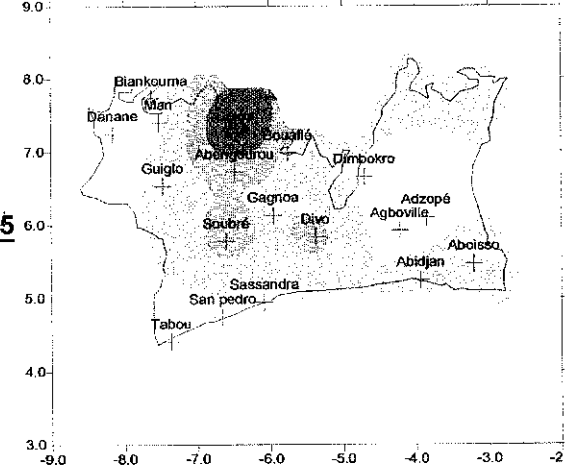 9.0
8.0
Biankouma
Man
Danane
Bouaflé
7.0
Abengourou
Dimbokro
Guiglo
Gagnoa
Adzopé
Agboville
5
6.0
Soubré
Divo
Aboisso
Abidjan
Sassandra
5.0
San pedro
Tabou
4.0
3.0
-9.0 -8.0 -7.0 -6.0 -5.0 -4.0 -3.0 -2